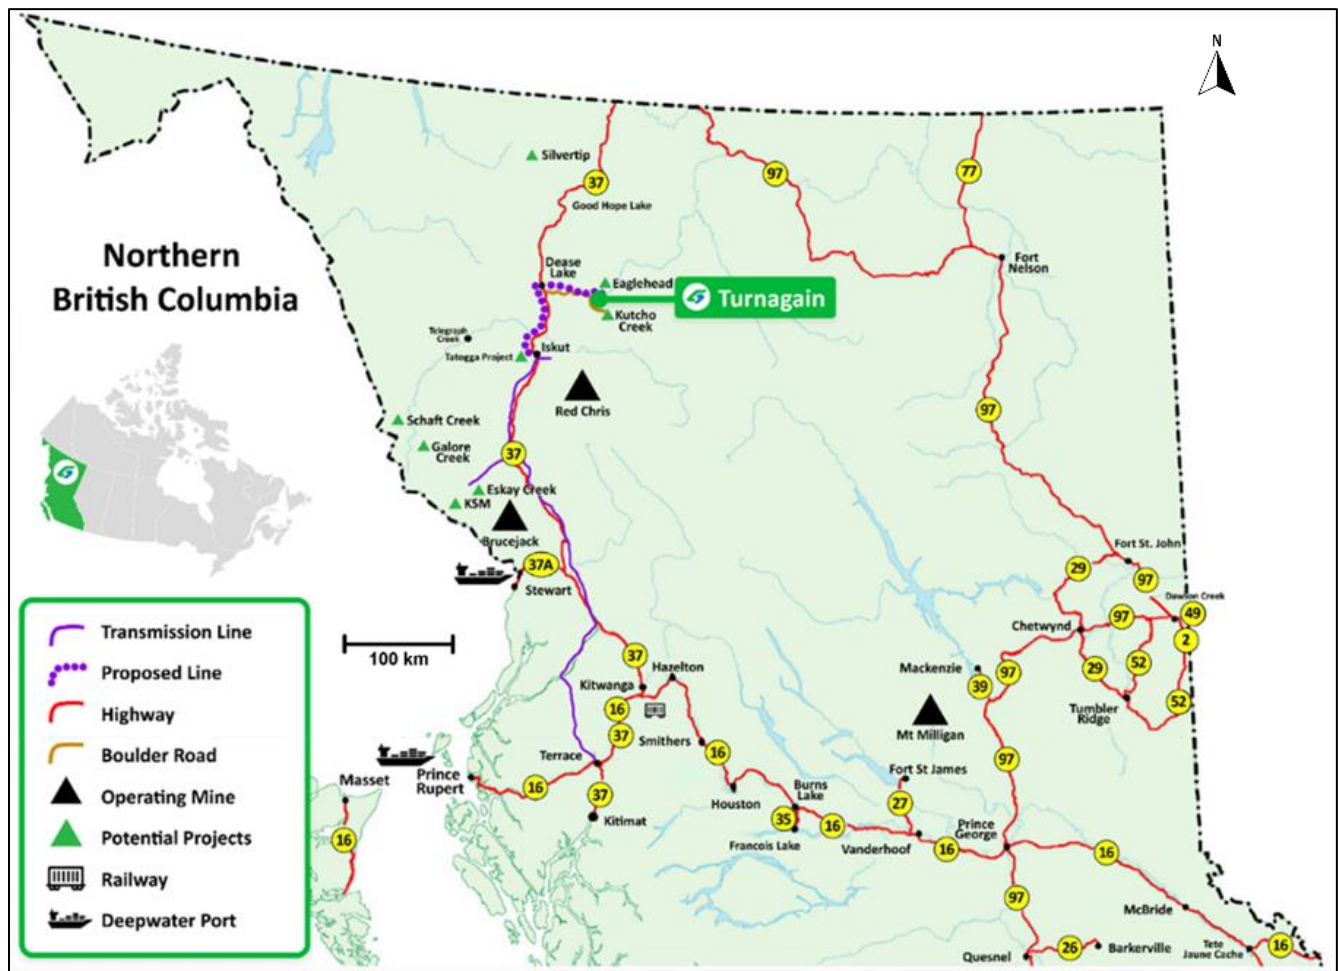 N
Silvertip
37
Good Hope Lake
97
77
Northern
British Columbia
Dease
Lake
Eaglehead
Turnagain
Fort
Nelson
Kutcho
Creek
Telegraph
Creek
Iskut
Tatogga Project
Red Chris
97
Schaft Creek
Galore
Creek
37
Eskay Creek
KSM
Brucejack
37A
Stewart
Fort St. John
29
97
Dawson Creek
49
97
Chetwynd
2
Transmission Line
Proposed Line
Highway
Boulder Road
Operating Mine
Potential Projects
Railway
Deepwater Port
100 km
37
Hazelton
Mackenzie
97
29
52
39
Kitwanga
16
52
Tumbler
Ridge
37
Smithers
16
Mt Milligan
Terrace
97
Prince
Rupert
16
37
Fort St James
Masset
Houston
Burns
Lake
27
Kitimat
35
16
Prince
George
16
Francois Lake
Vanderhoof
16
16
97
McBride
Quesnel
26
Barkerville
Tete
Jaune Cache
16